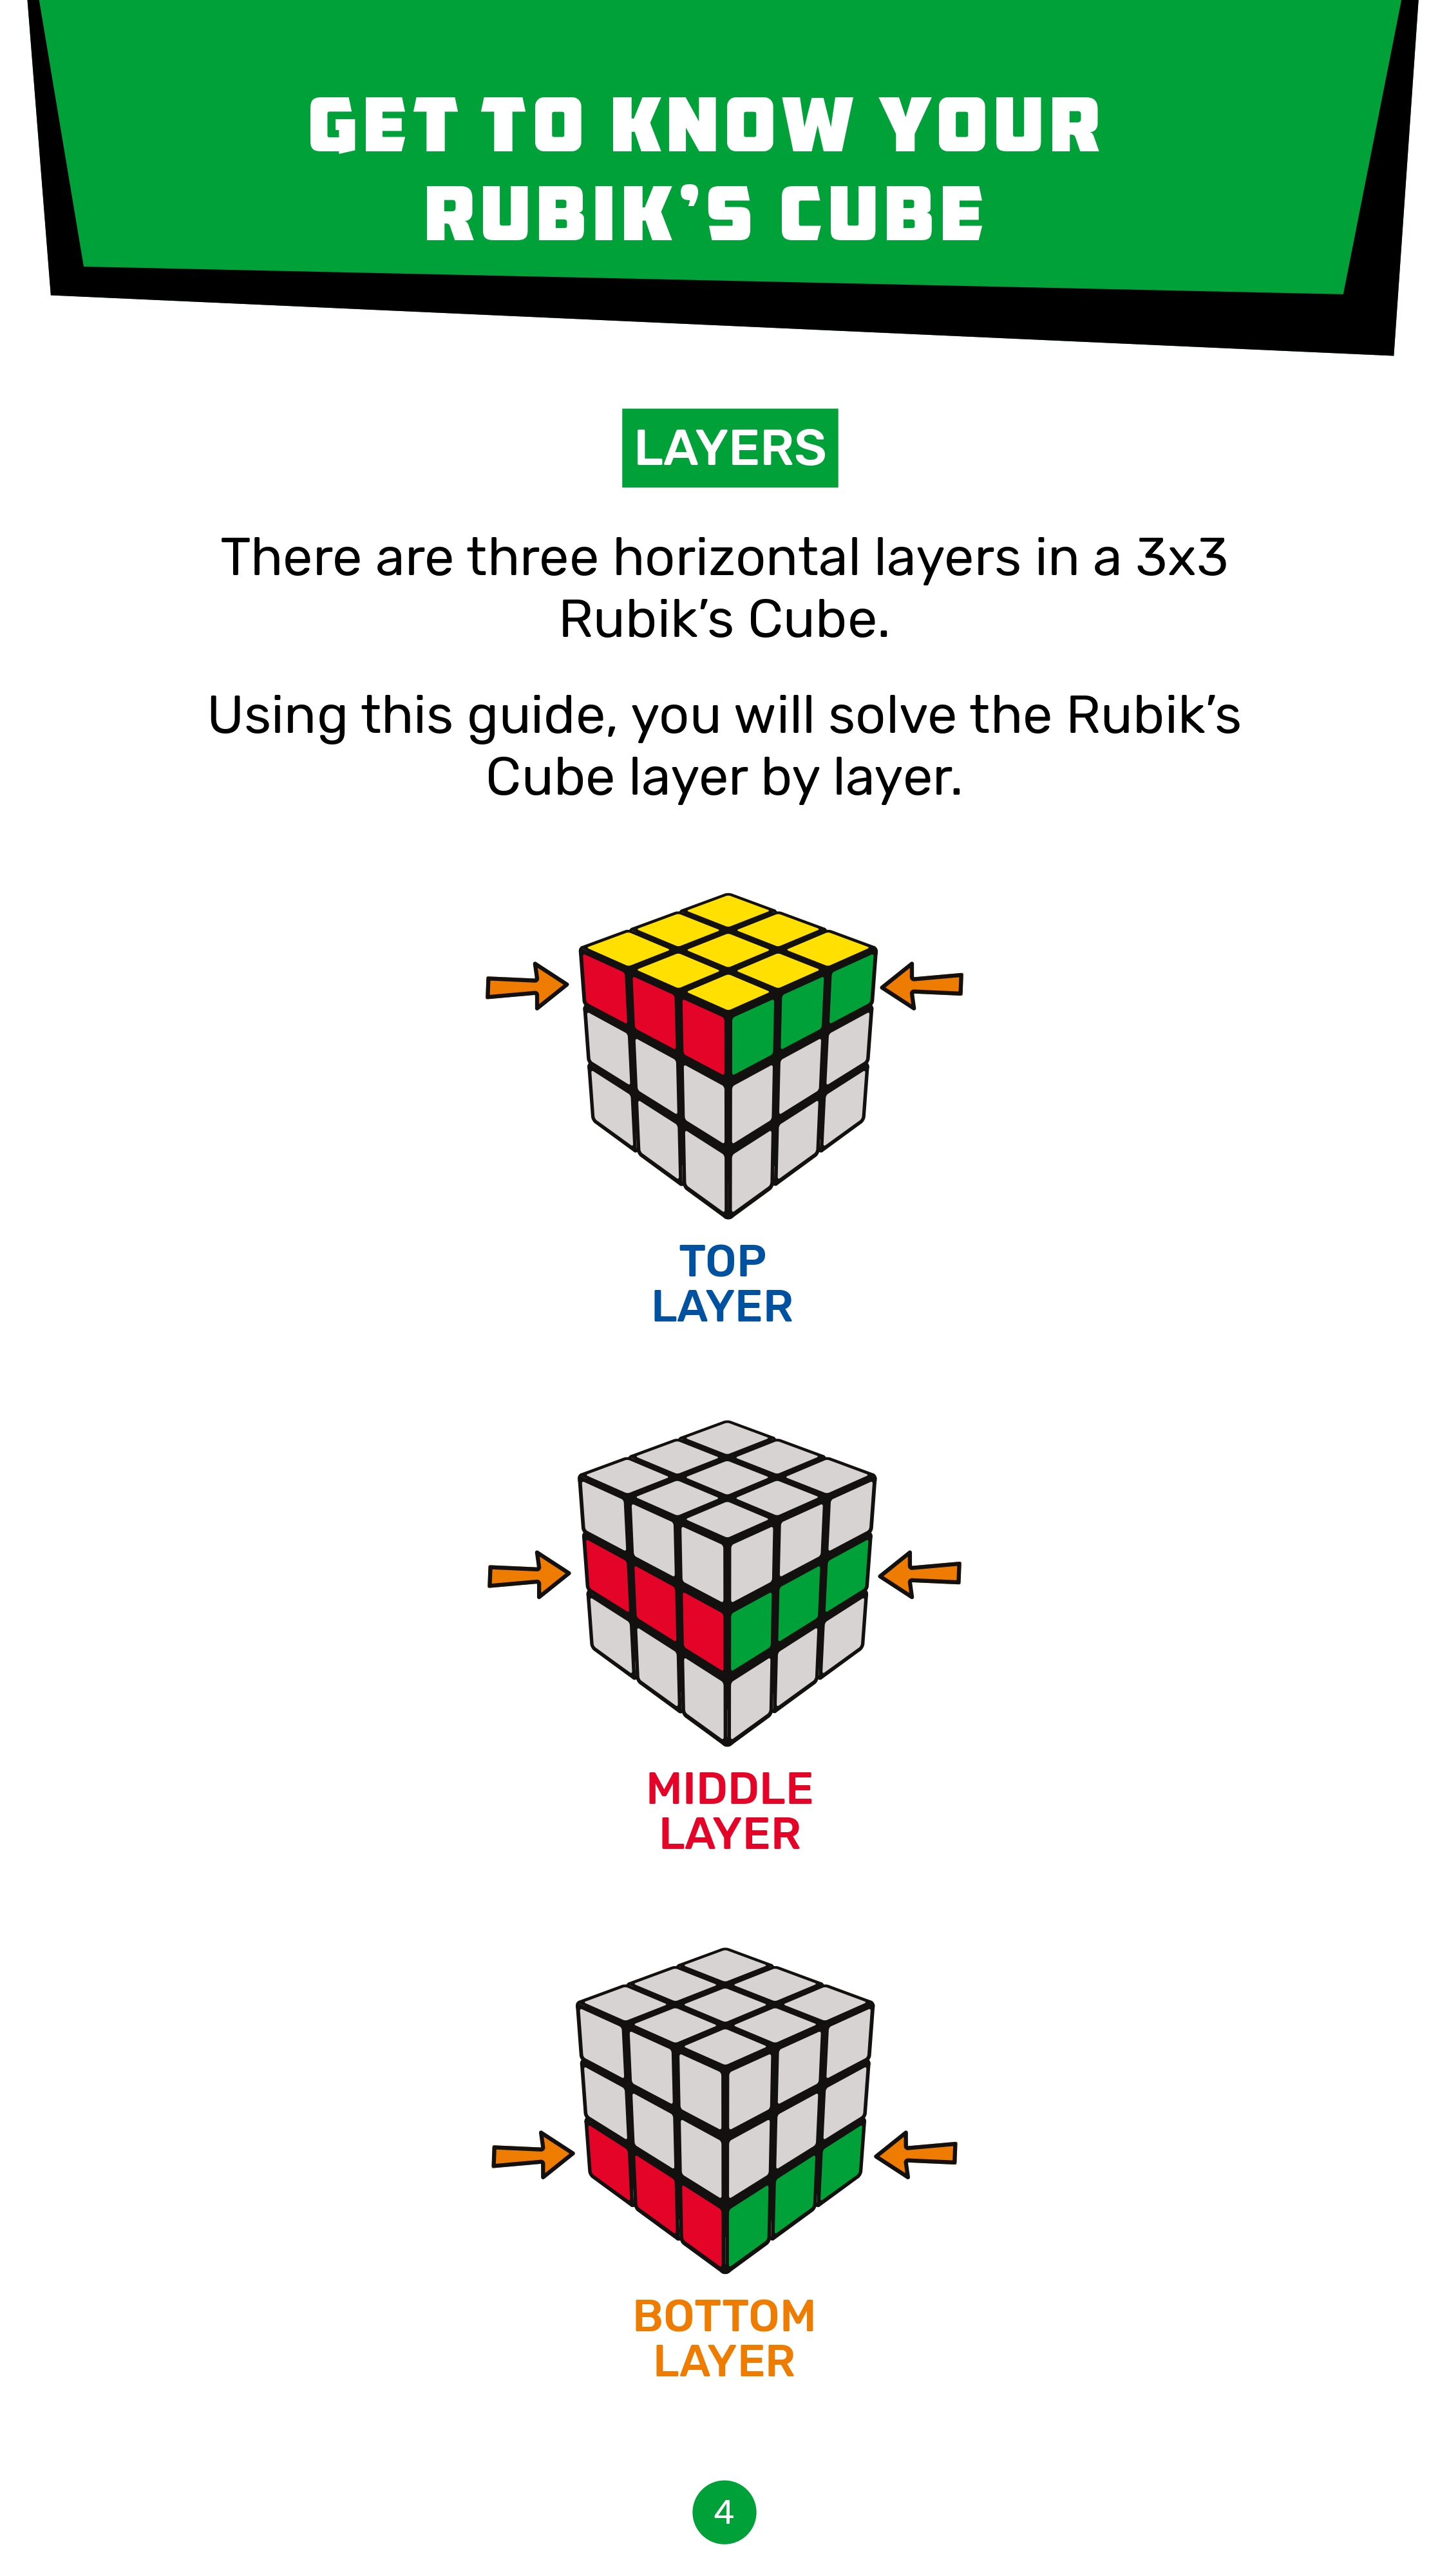 GET TO KNOW YOUR
RUBIK’S CUBE
LAYERS
There are three horizontal layers in a 3x3
Rubik’s Cube.
Using this guide, you will solve the Rubik’s
Cube layer by layer.
TOP
LAYER
MIDDLE
LAYER
BOTTOM
LAYER
4